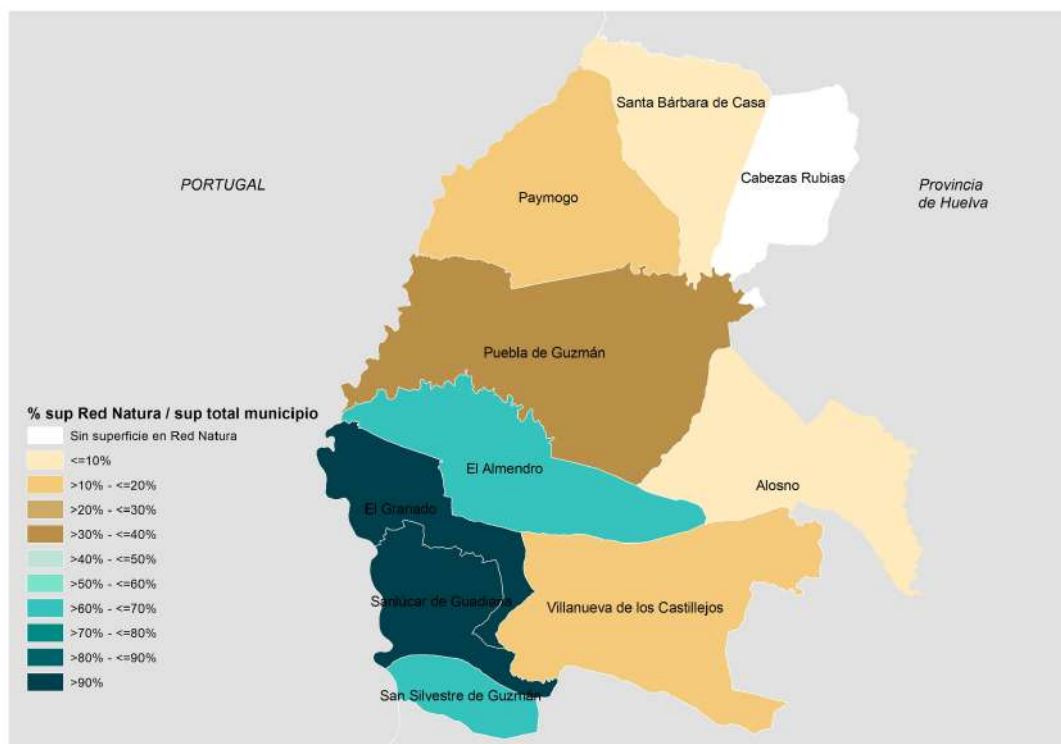 Santa Bárbara de Casa
Cabezas Rubias
PORTUGAL
Provincia
de Huelva
Paymogo
Puebla de Guzmán
% sup Red Natura / sup total municipio
Sin superficie en Red Natura
<=10%
>10% - <=20%
>20% - <=30%
>30% - <=40%
>40% - <=50%
>50% - <=60%
>60% - <=70%
>70% - <=80%
>80% - <=90%
>90%
El Almendro
Alosno
El Granado
Sanlúcar de Guadiana
Villanueva de los Castillejos
San Silvestre de Guzmán